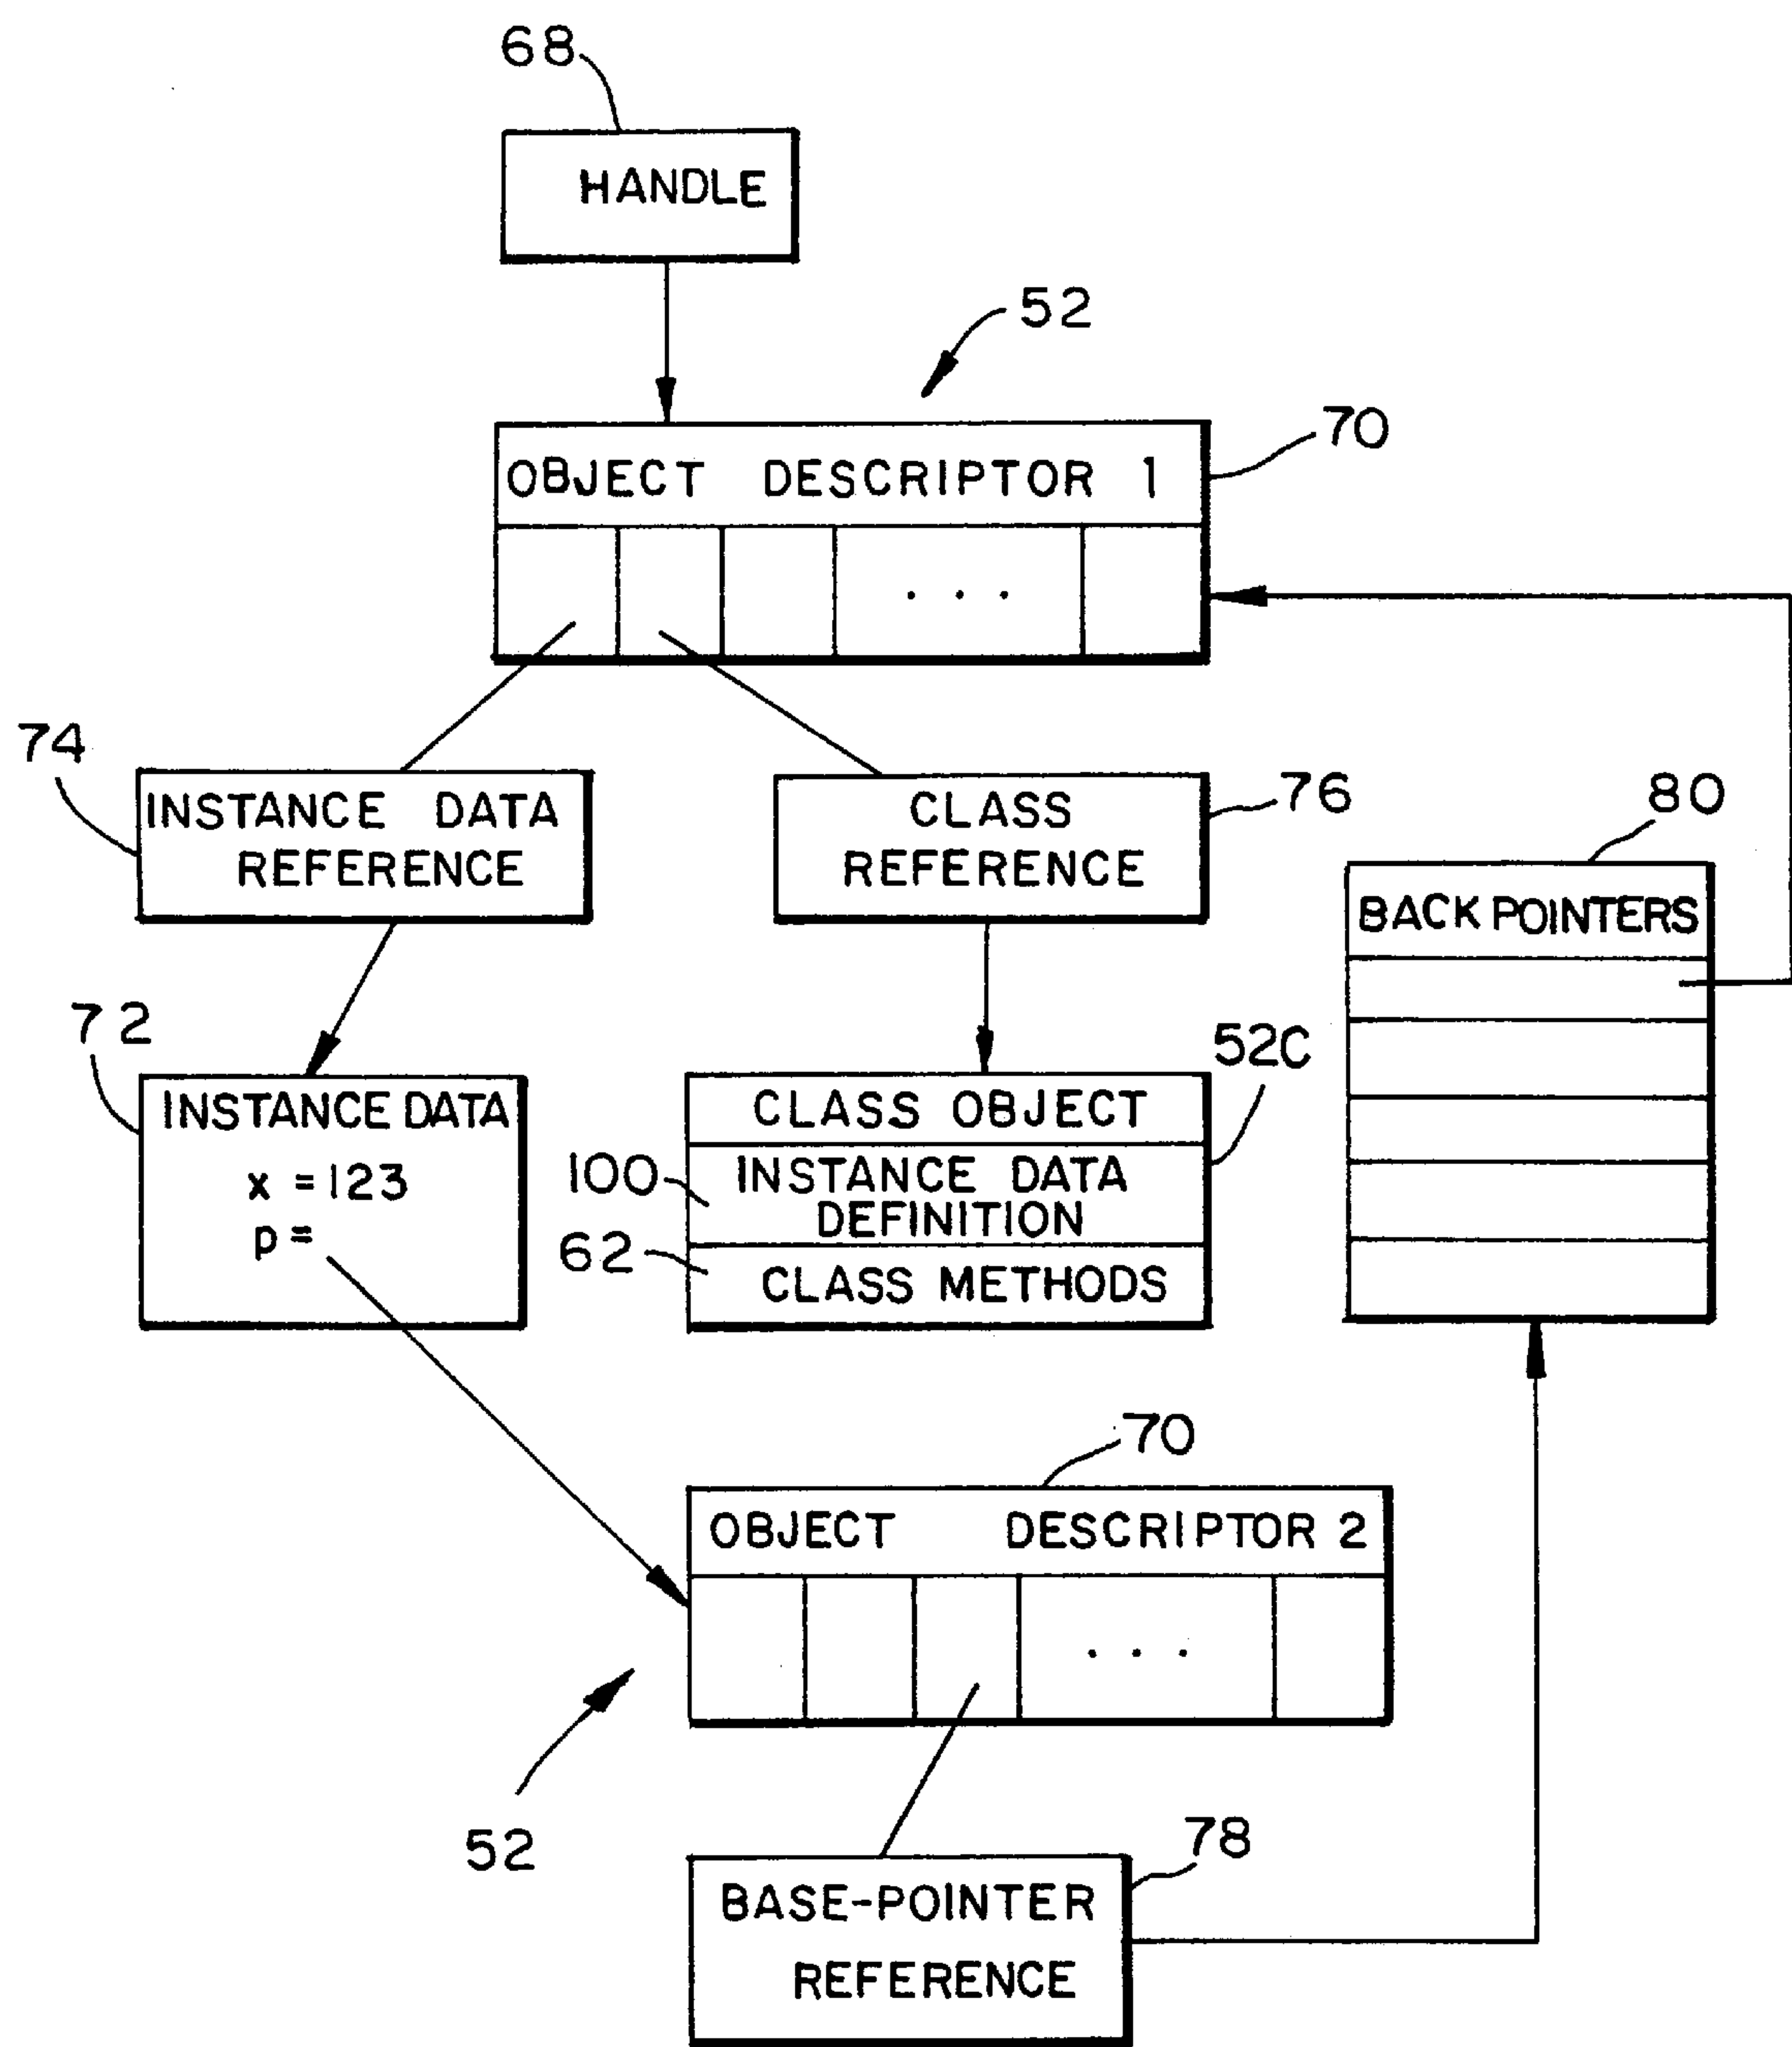 68
HANDLE
52
70
OBJECT DESCRIPTOR 1
. . .
74
INSTANCE DATA
REFERENCE
CLASS
REFERENCE
76
80
BACK POINTERS
72
INSTANCE DATA
x = 123
p =
52C
CLASS OBJECT
100
INSTANCE DATA
DEFINITION
62
CLASS METHODS
70
OBJECT DESCRIPTOR 2
. . .
52
78
BASE-POINTER
REFERENCE